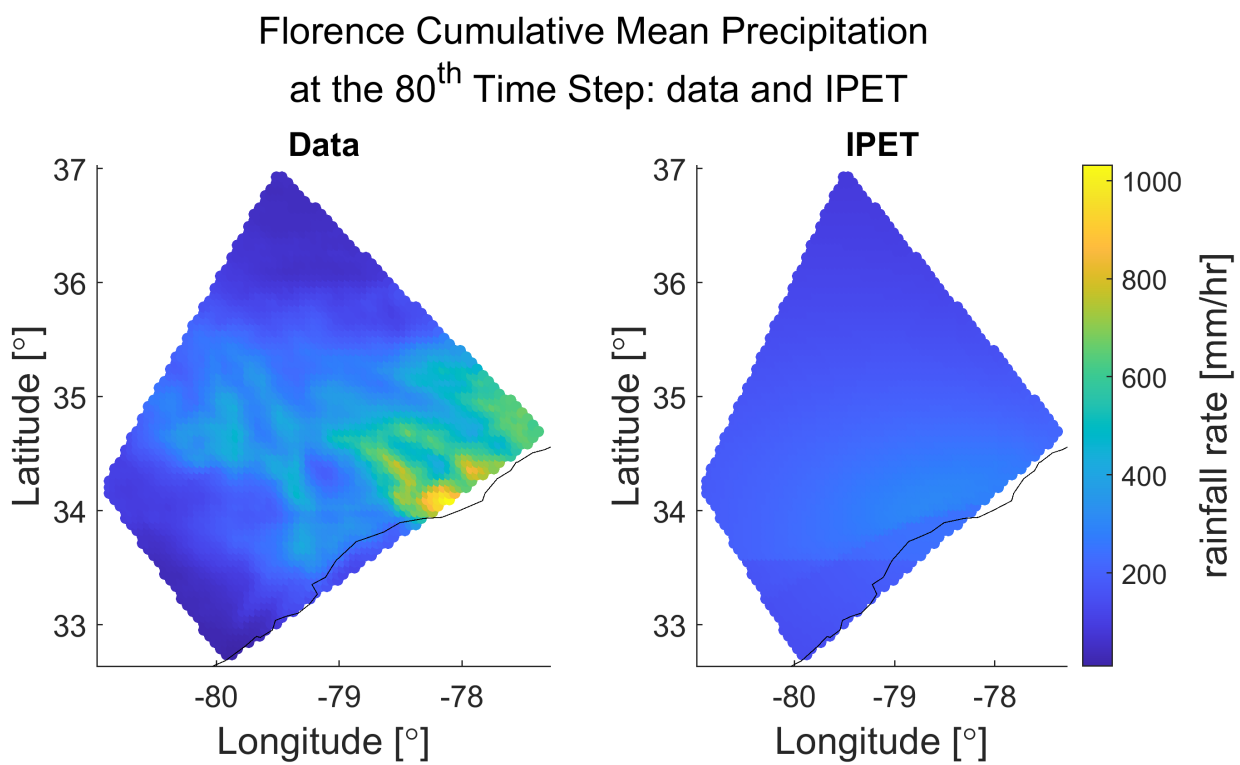 Florence Cumulative Mean Precipitation
at the 80th Time Step: data and IPET
Data
IPET
37
36
35
34
33
-80
-79
-78
Latitude [°]
Longitude [°]
37
36
35
34
33
-80
-79
-78
Latitude [°]
Longitude [°]
1000
800
600
400
200
rainfall rate [mm/hr]